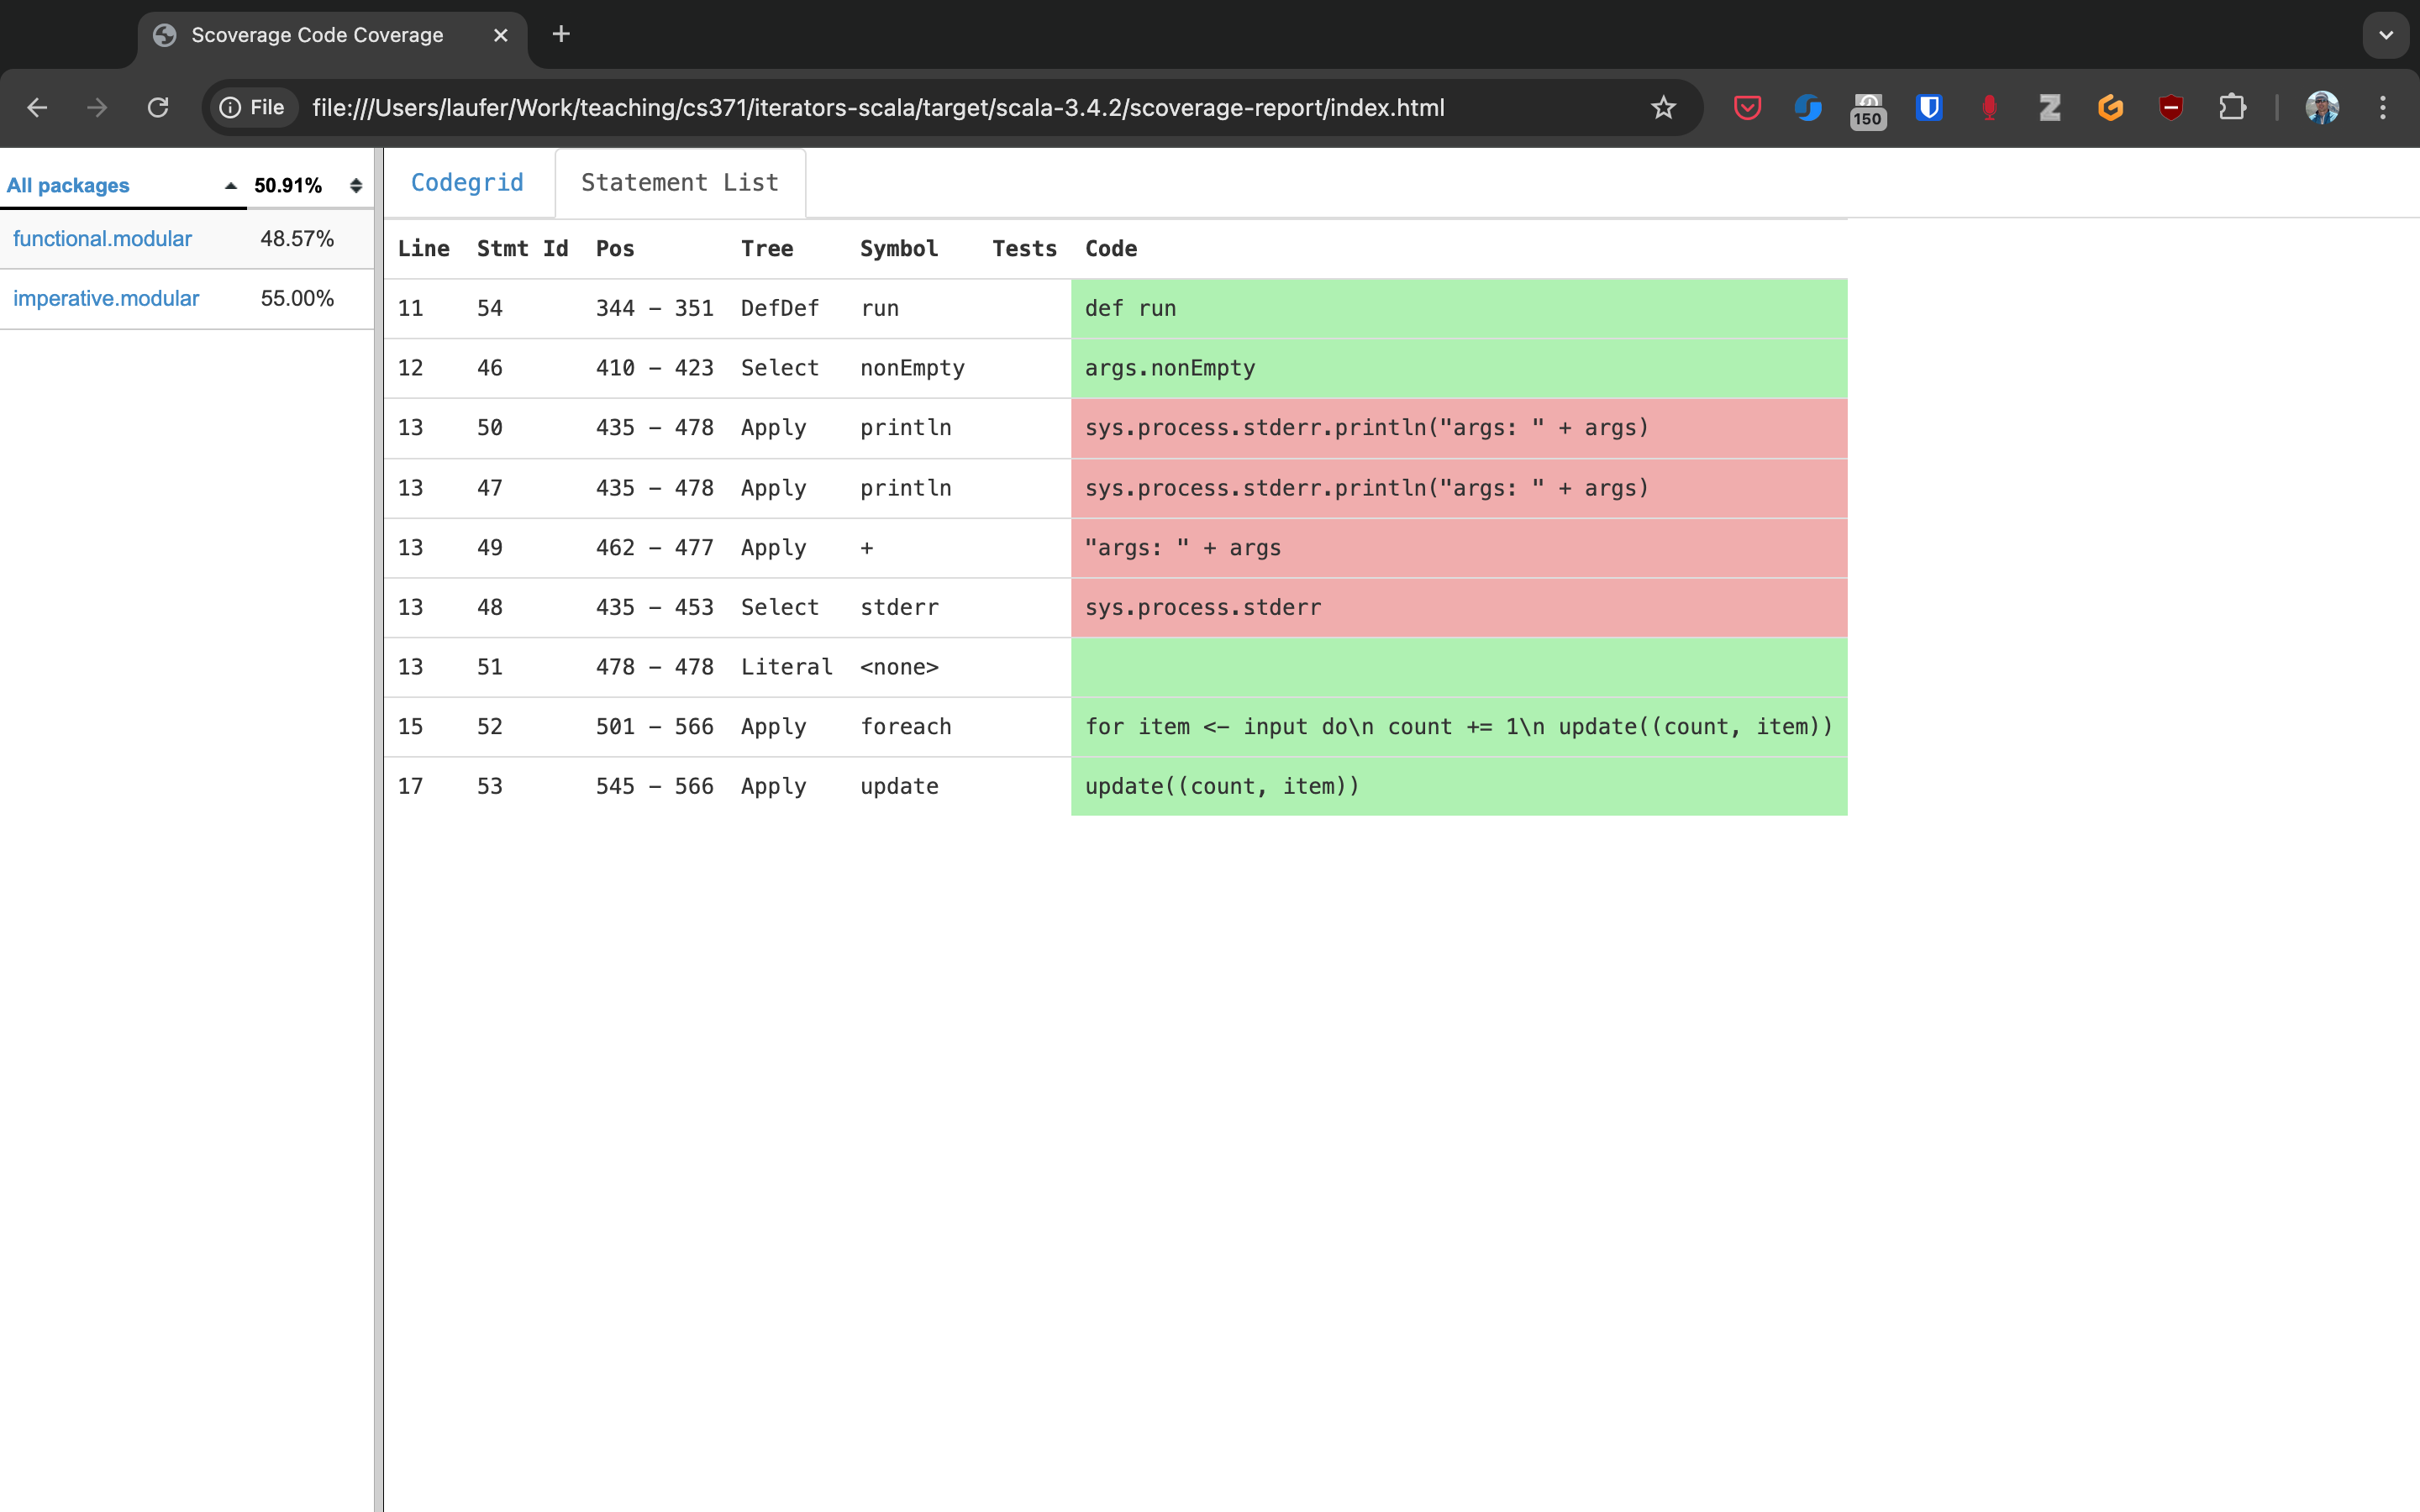 Scoverage Code Coverage
File file:///Users/laufer/Work/teaching/cs371/iterators-scala/target/scala-3.4.2/scoverage-report/index.html
150
All packages 50.91%
functional.modular 48.57%
imperative.modular 55.00%
Codegrid Statement List
Line Stmt Id Pos Tree Symbol Tests Code
11 54 344 - 351 DefDef run def run
12 46 410 - 423 Select nonEmpty args.nonEmpty
13 50 435 - 478 Apply println sys.process.stderr.println("args: " + args)
13 47 435 - 478 Apply println sys.process.stderr.println("args: " + args)
13 49 462 - 477 Apply + "args: " + args
13 48 435 - 453 Select stderr sys.process.stderr
13 51 478 - 478 Literal <none>
15 52 501 - 566 Apply foreach for item <- input do\n count += 1\n update((count, item))
17 53 545 - 566 Apply update update((count, item))